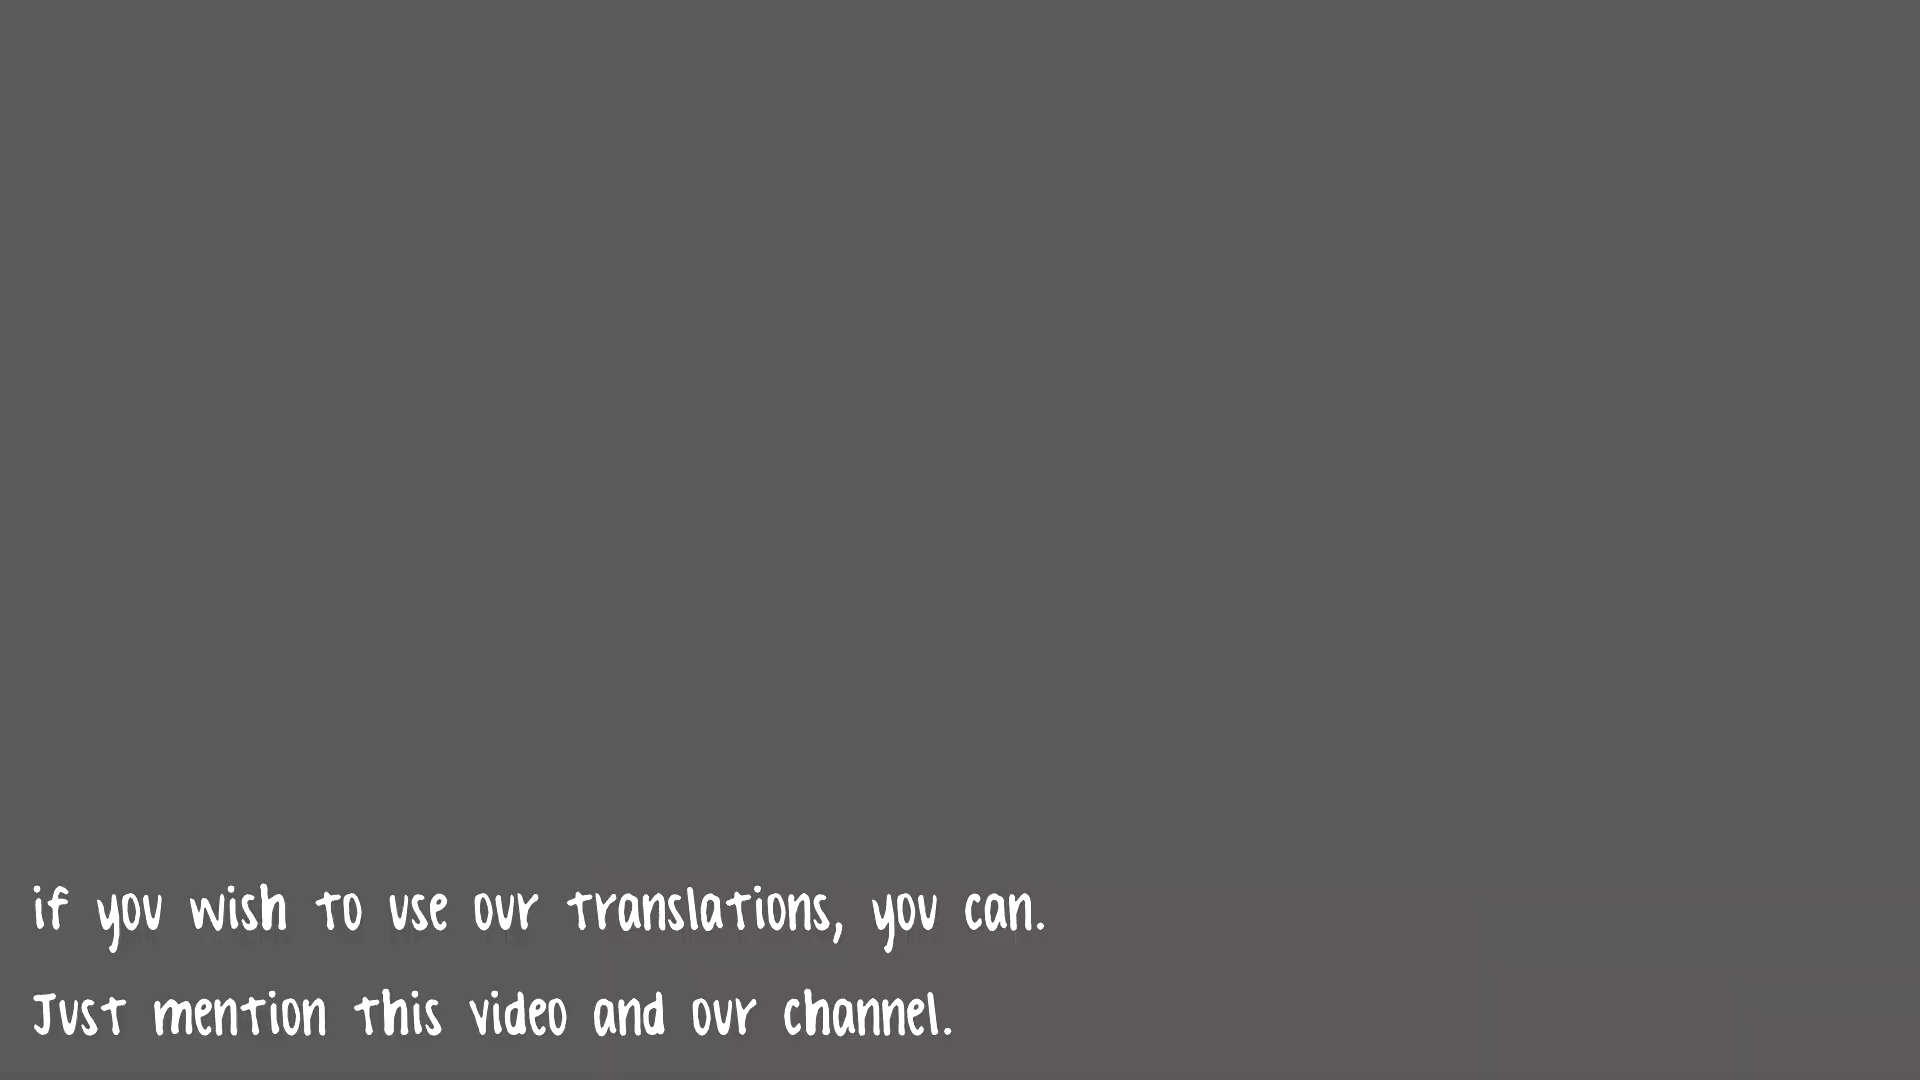 if you wish to use our translations, you can.
Just mention this video and our channel.